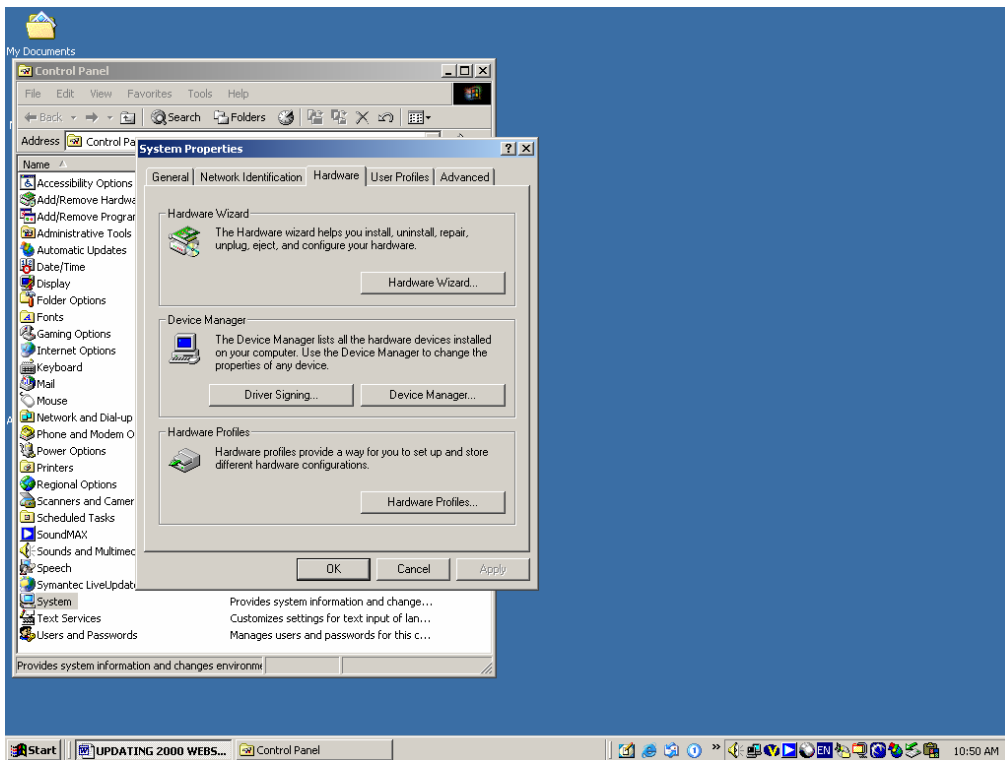 My Documents
Control Panel
File Edit View Favorites Tools Help
Back Search Folders
Address Control Pa
System Properties
General Network Identification Hardware User Profiles Advanced
Hardware Wizard
The Hardware wizard helps you install, uninstall, repair,
unplug, eject, and configure your hardware.
Hardware Wizard...
Device Manager
The Device Manager lists all the hardware devices installed
on your computer. Use the Device Manager to change the
properties of any device.
Driver Signing... Device Manager...
Hardware Profiles
Hardware profiles provide a way for you to set up and store
different hardware configurations.
Hardware Profiles...
OK Cancel Apply
Name
Accessibility Options
Add/Remove Hardwa
Add/Remove Program
Administrative Tools
Automatic Updates
Date/Time
Display
Folder Options
Fonts
Gaming Options
Internet Options
Keyboard
Mail
Mouse
Network and Dial-up
Phone and Modem O
Power Options
Printers
Regional Options
Scanners and Camer
Scheduled Tasks
SoundMAX
Sounds and Multimed
Speech
Symantec LiveUpdate
System Provides system information and change...
Text Services Customizes settings for text input of lan...
Users and Passwords Manages users and passwords for this c...
Provides system information and changes environme
Start UPDATING 2000 WEBS... Control Panel » EN 10:50 AM